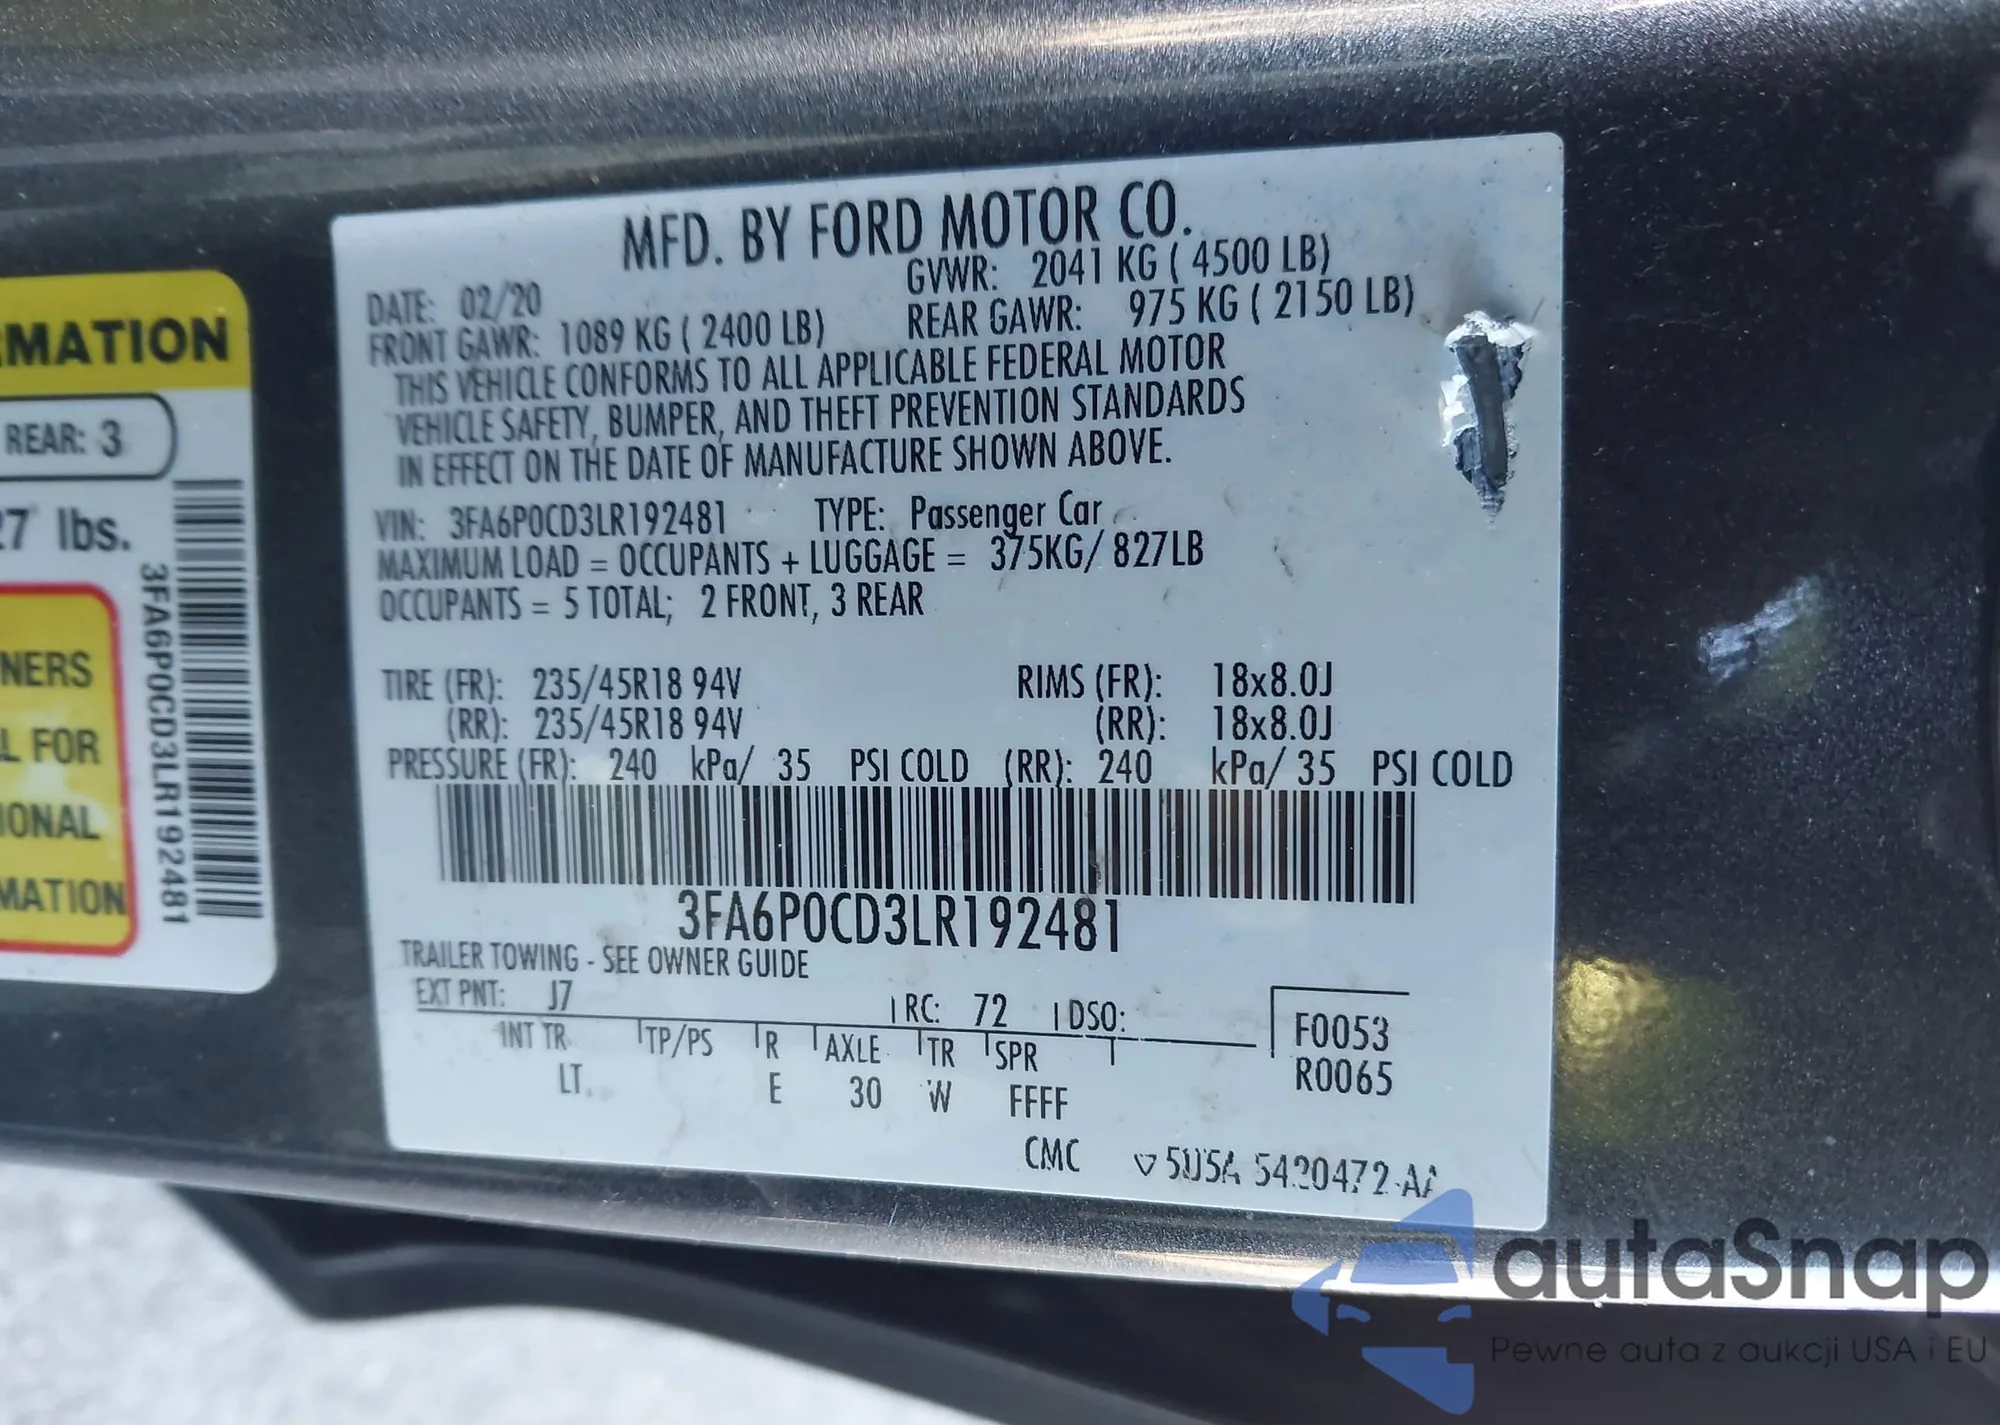 MATION
REAR: 3
27 lbs.
3FA6P0CD3LR192481
NERS
L FOR
IONAL
MATION
MFD. BY FORD MOTOR CO.
DATE: 02/20 GVWR: 2041 KG ( 4500 LB)
FRONT GAWR: 1089 KG ( 2400 LB) REAR GAWR: 975 KG ( 2150 LB)
THIS VEHICLE CONFORMS TO ALL APPLICABLE FEDERAL MOTOR
VEHICLE SAFETY, BUMPER, AND THEFT PREVENTION STANDARDS
IN EFFECT ON THE DATE OF MANUFACTURE SHOWN ABOVE.
VIN: 3FA6P0CD3LR192481 TYPE: Passenger Car
MAXIMUM LOAD = OCCUPANTS + LUGGAGE = 375KG/ 827LB
OCCUPANTS = 5 TOTAL; 2 FRONT, 3 REAR
TIRE (FR): 235/45R18 94V RIMS (FR): 18x8.0J
(RR): 235/45R18 94V (RR): 18x8.0J
PRESSURE (FR): 240 kPa/ 35 PSI COLD (RR): 240 kPa/ 35 PSI COLD
3FA6P0CD3LR192481
TRAILER TOWING - SEE OWNER GUIDE
EXT PNT: J7 RC: 72 DSO:
INT TR TP/PS R AXLE TR SPR
LT. E 30 W FFFF
F0053
R0065
CMC
autaSnap
Pewne auta z aukcji USA i EU